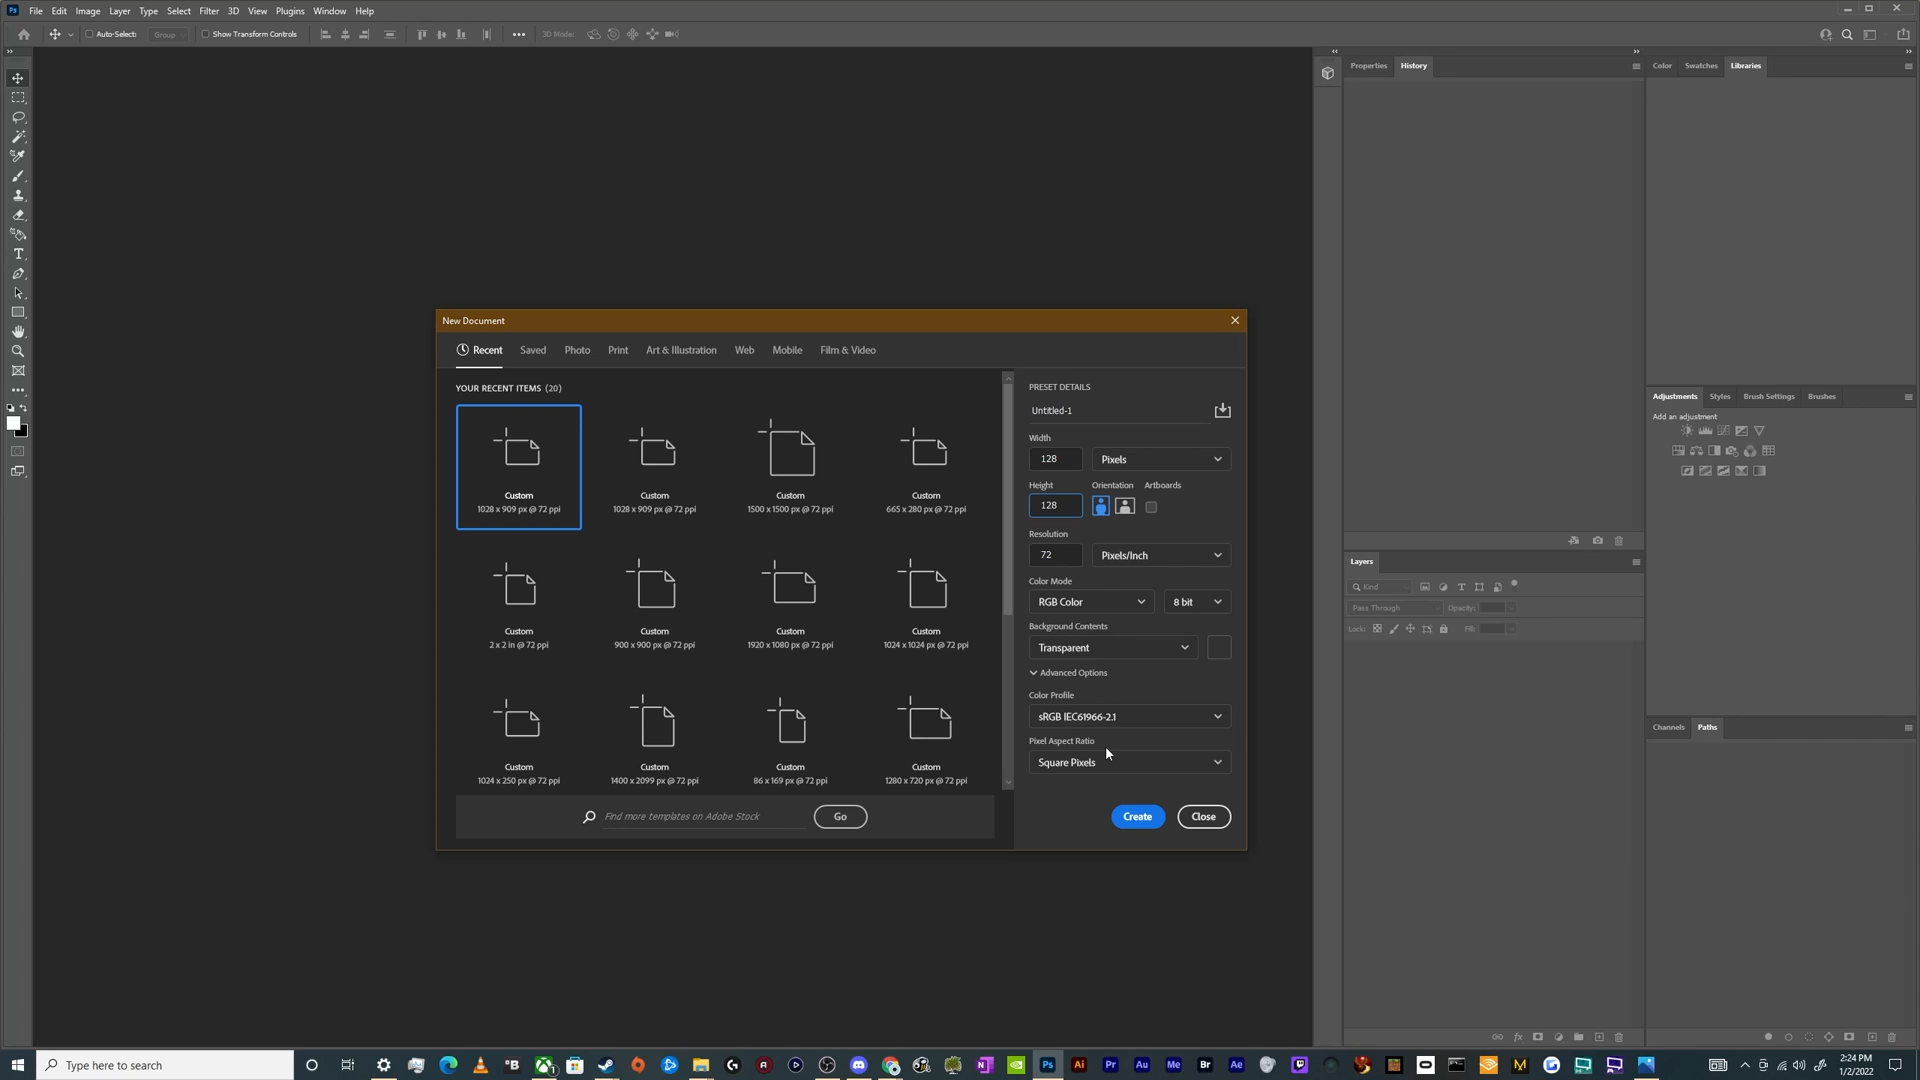 Ps File Edit Image Layer Type Select Filter 3D View Plugins Window Help
Auto-Select: Group Show Transform Controls 3D Mode:
Properties History
Color Swatches Libraries
New Document
Recent Saved Photo Print Art & Illustration Web Mobile Film & Video
YOUR RECENT ITEMS (20)
Custom Custom Custom Custom
1028 x 909 px @ 72 ppi 1028 x 909 px @ 72 ppi 1500 x 1500 px @ 72 ppi 665 x 280 px @ 72 ppi
Custom Custom Custom Custom
2 x 2 in @ 72 ppi 900 x 900 px @ 72 ppi 1920 x 1080 px @ 72 ppi 1024 x 1024 px @ 72 ppi
Custom Custom Custom Custom
1024 x 250 px @ 72 ppi 1400 x 2099 px @ 72 ppi 86 x 169 px @ 72 ppi 1280 x 720 px @ 72 ppi
Find more templates on Adobe Stock Go
PRESET DETAILS
Untitled-1
Width
128 Pixels
Height Orientation Artboards
128
Resolution
72 Pixels/Inch
Color Mode
RGB Color 8 bit
Background Contents
Transparent
Advanced Options
Color Profile
sRGB IEC61966-2.1
Pixel Aspect Ratio
Square Pixels
Create Close
Adjustments Styles Brush Settings Brushes
Add an adjustment
Layers
Kind
Pass Through Opacity:
Lock: Fill:
Channels Paths
fx
Type here to search
Ps Ai Pr Au Me Br Ae
2:24 PM
1/2/2022